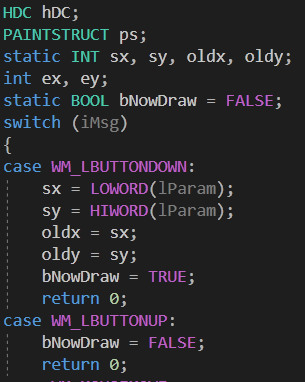 HDC hDC;
PAINTSTRUCT ps;
static INT sx, sy, oldx, oldy;
int ex, ey;
static BOOL bNowDraw = FALSE;
switch (iMsg)
{
case WM_LBUTTONDOWN:
sx = LOWORD(lParam);
sy = HIWORD(lParam);
oldx = sx;
oldy = sy;
bNowDraw = TRUE;
return 0;
case WM_LBUTTONUP:
bNowDraw = FALSE;
return 0;